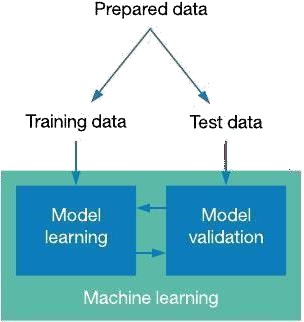 Prepared data
Training data
Test data
Model
learning
Model
validation
Machine learning